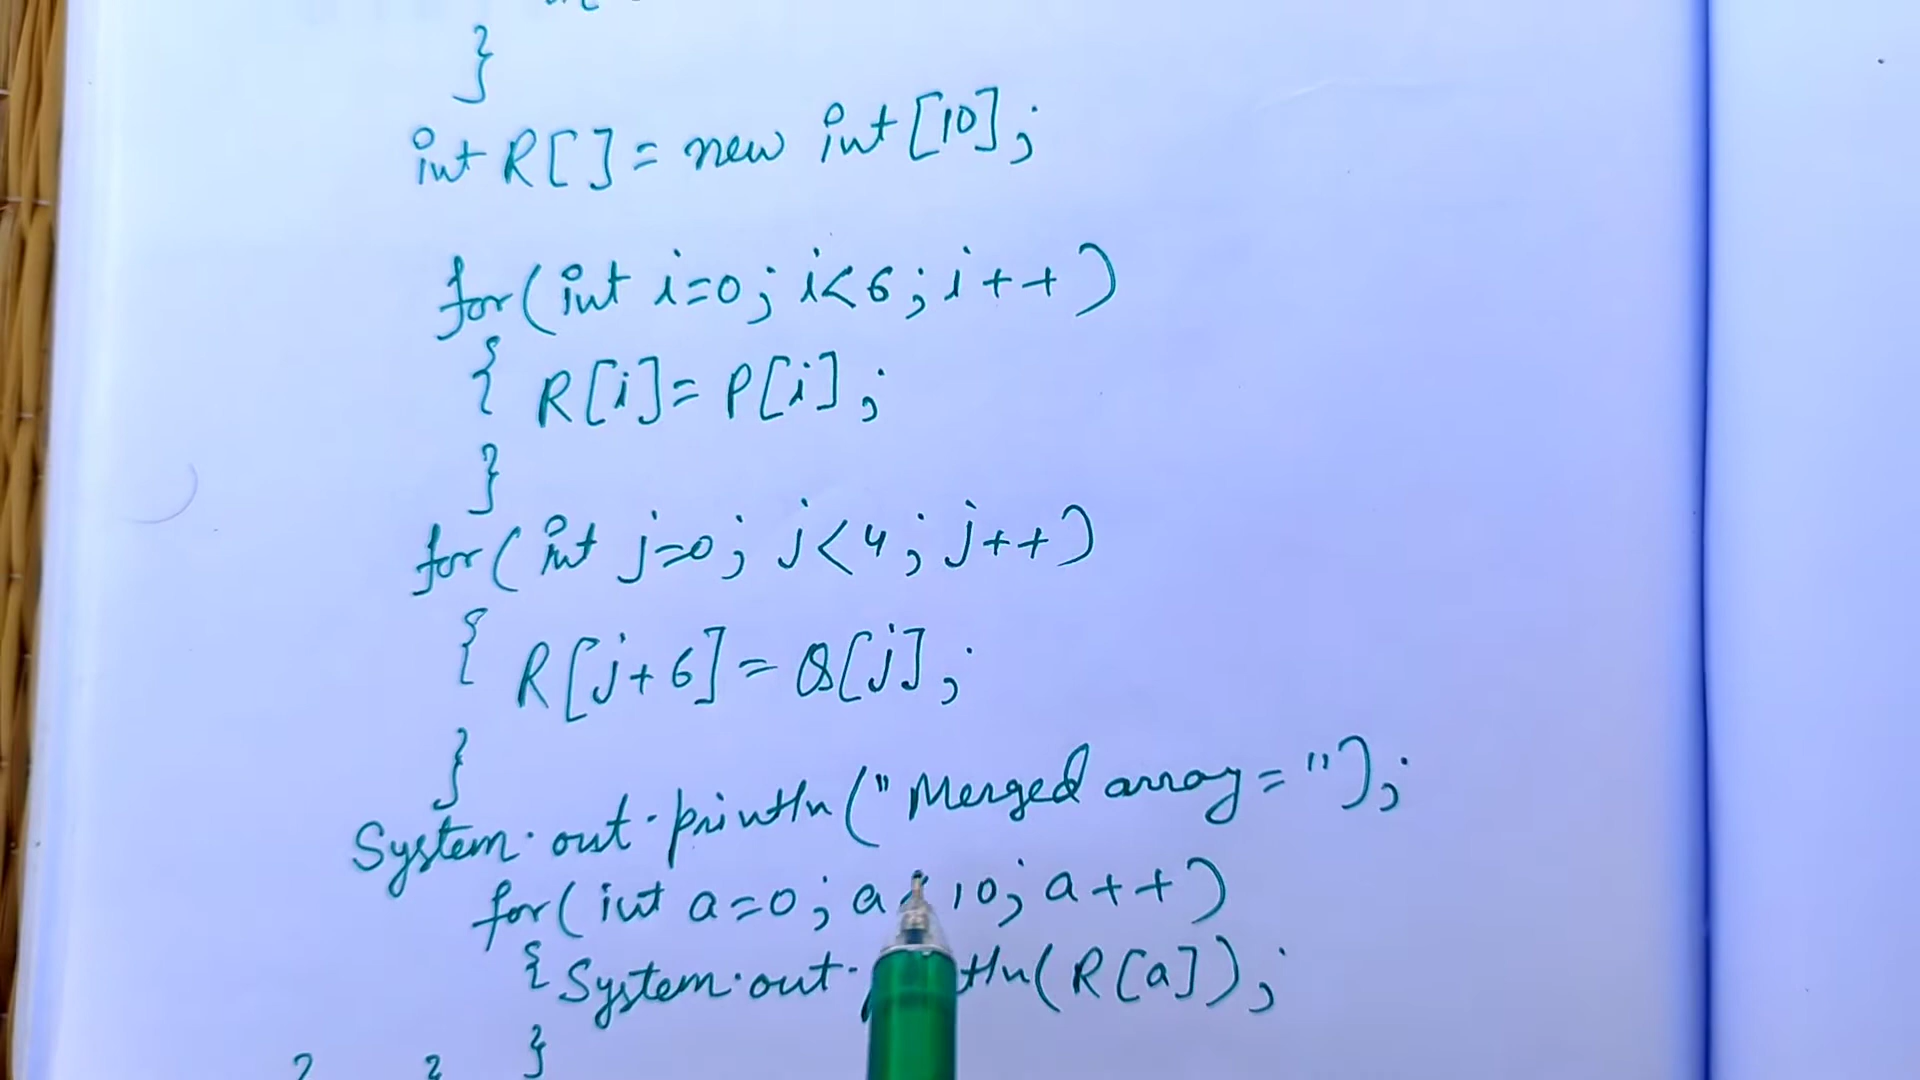 }
int R[] = new int[10];
for(int i=0; i<6; i++)
{ R[i] = P[i];
}
for(int j=0; j<4; j++)
{ R[j+6] = Q[j];
}
System.out.println("Merged array = ");
for(int a=0; a<10; a++)
{ System.out. tln(R[a]);
} } }